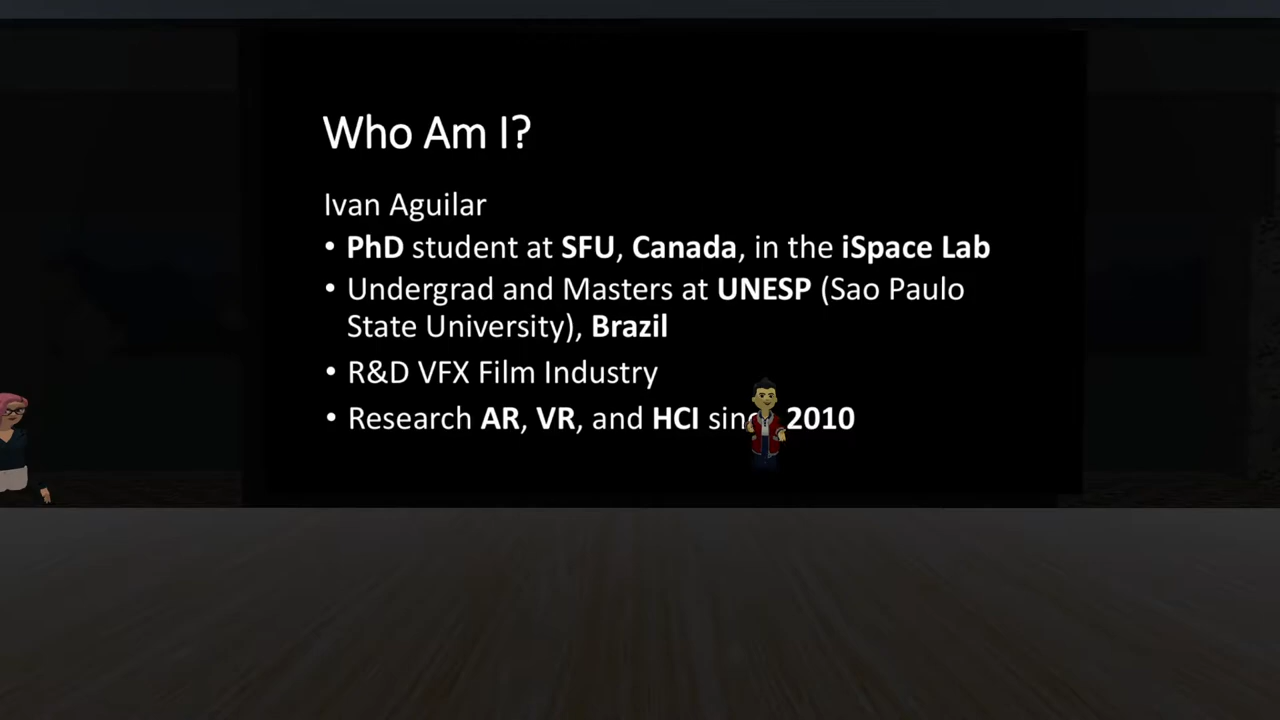 Who Am I?
Ivan Aguilar
• PhD student at SFU, Canada, in the iSpace Lab
• Undergrad and Masters at UNESP (Sao Paulo
State University), Brazil
• R&D VFX Film Industry
• Research AR, VR, and HCI 2010